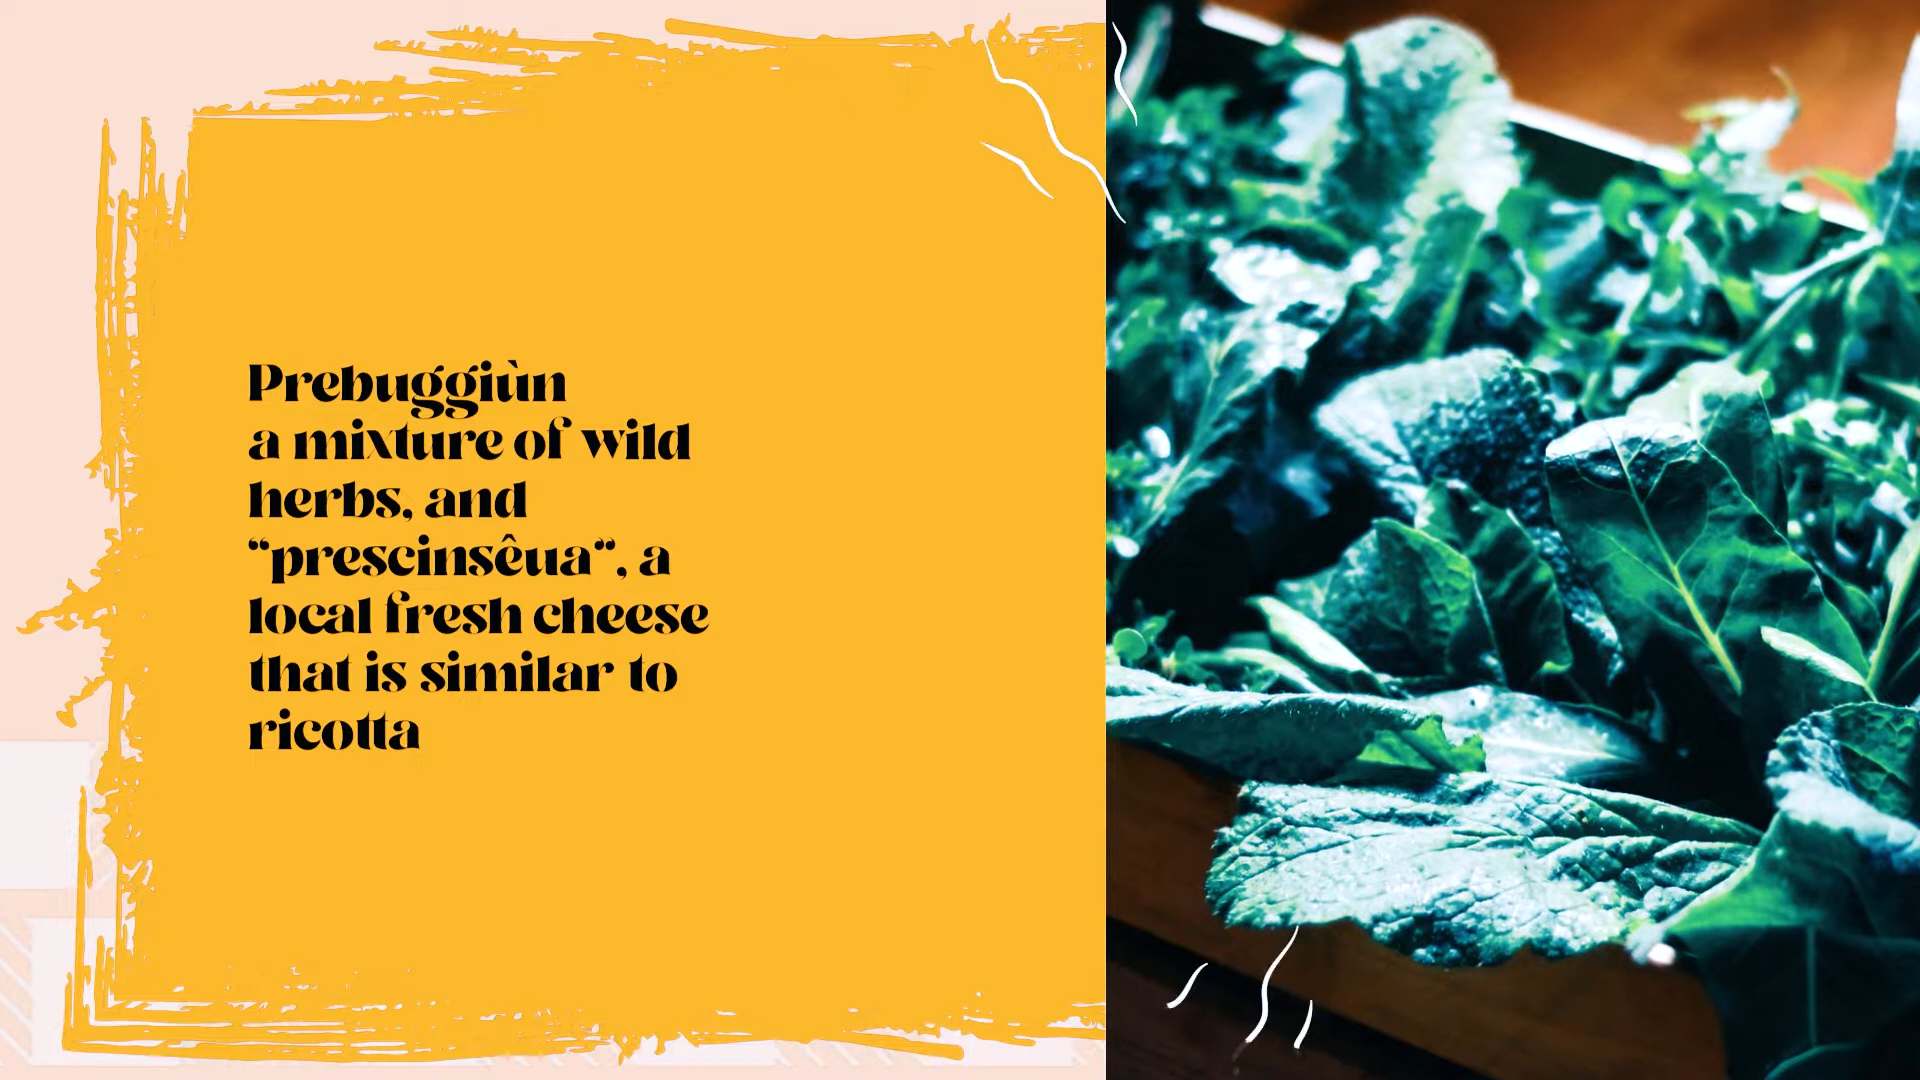 Prebuggiùn
a mixture of wild
herbs, and
“prescinsêua“, a
local fresh cheese
that is similar to
ricotta